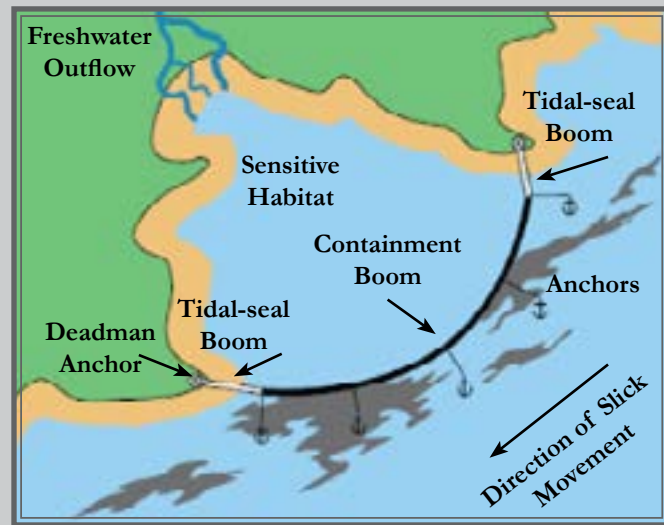 Freshwater
Outflow
Tidal-seal
Boom
Sensitive
Habitat
Containment
Boom
Anchors
Tidal-seal
Boom
Deadman
Anchor
Direction of Slick
Movement